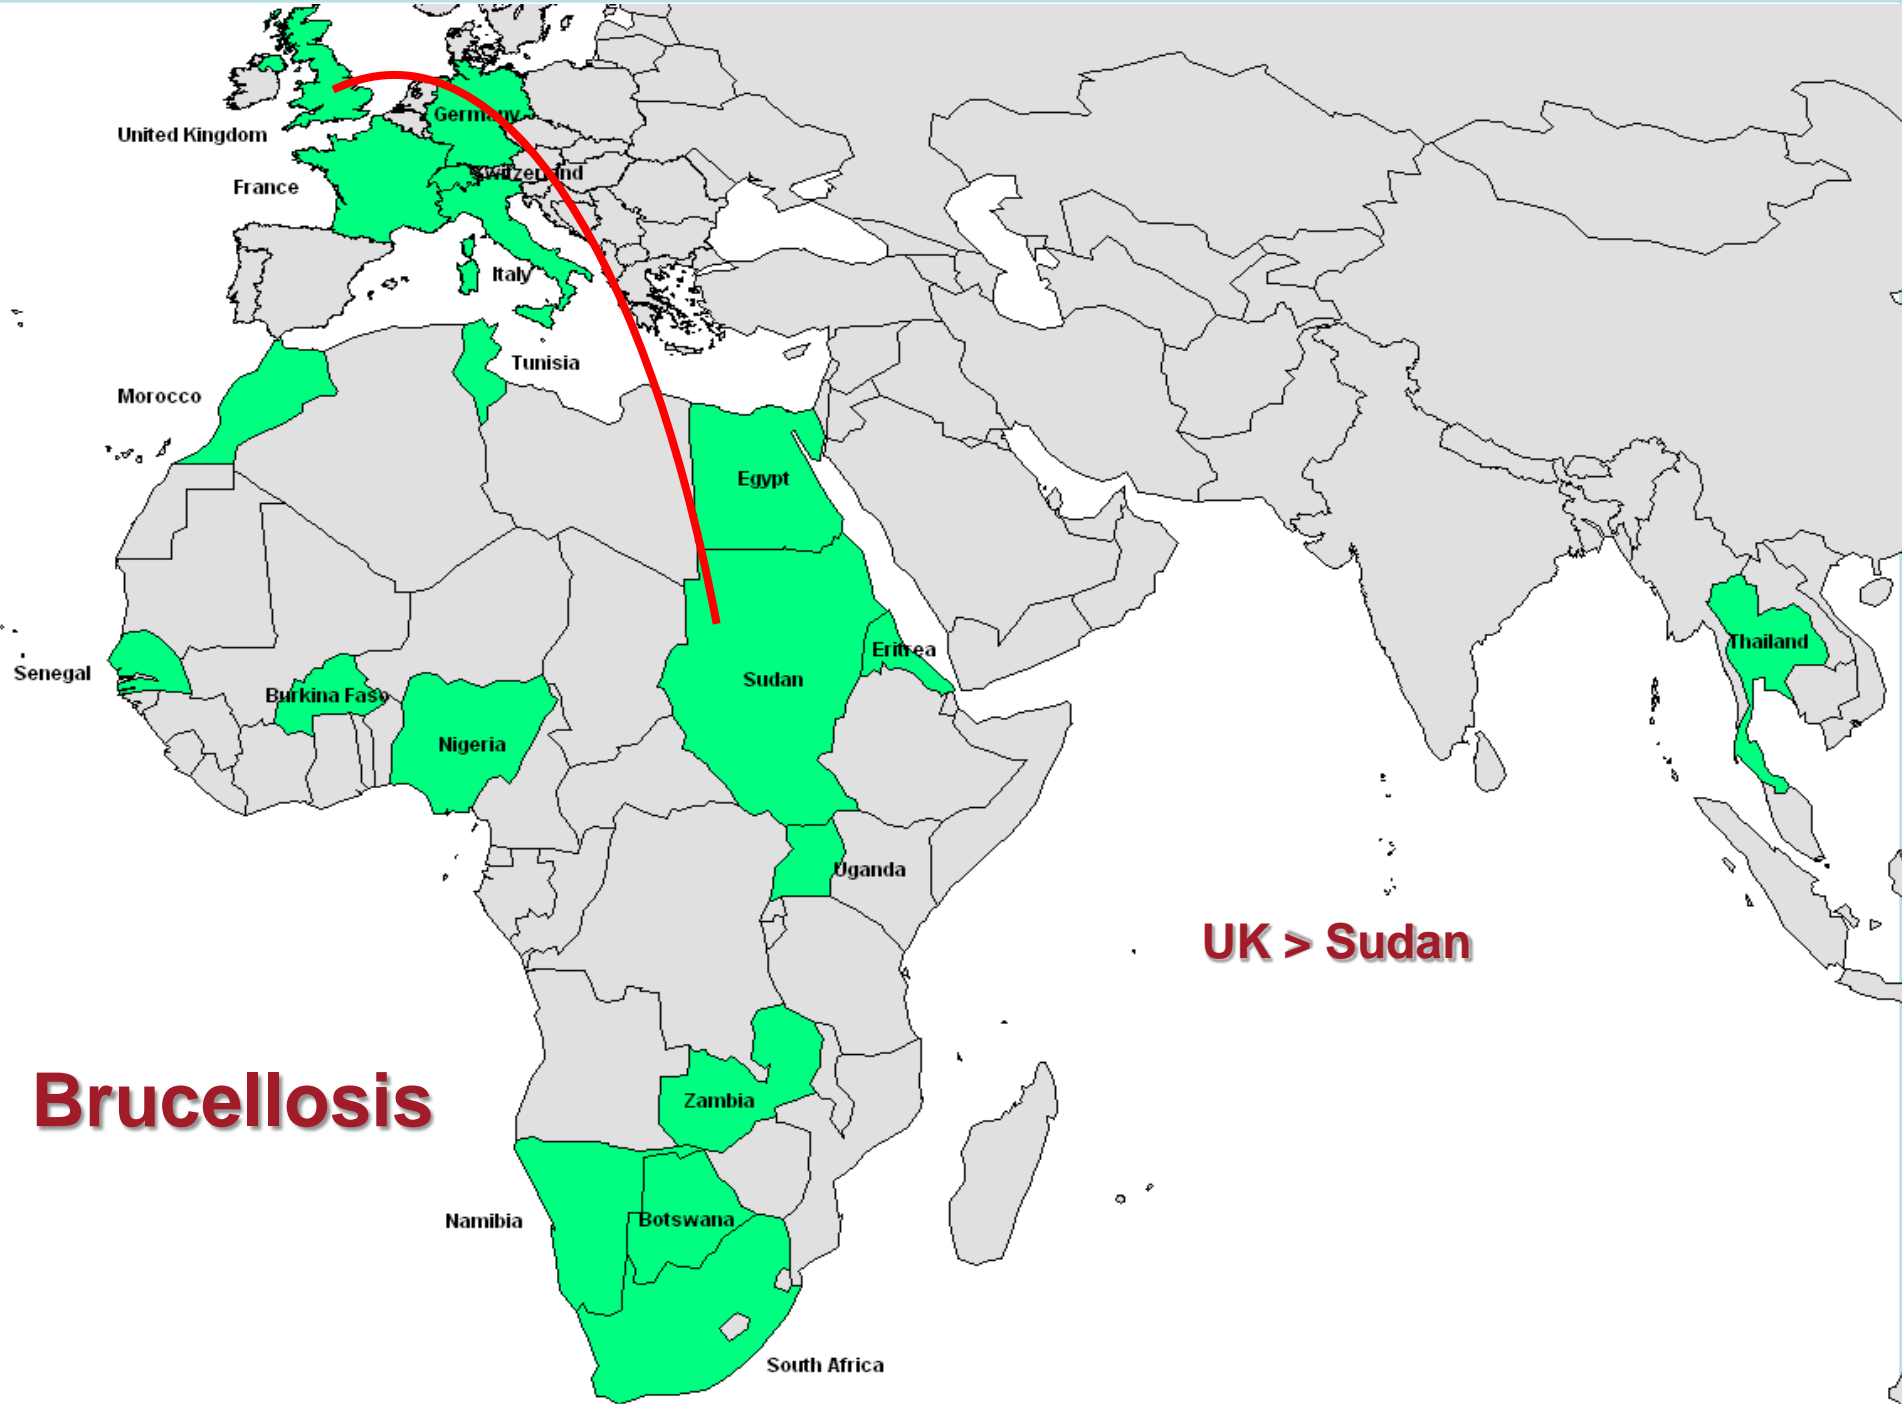 United Kingdom
Germany
Switzerland
France
Italy
Tunisia
Morocco
Egypt
Thailand
Eritrea
Senegal
Sudan
Burkina Faso
Nigeria
Uganda
UK > Sudan
Brucellosis
Zambia
Namibia
Botswana
South Africa